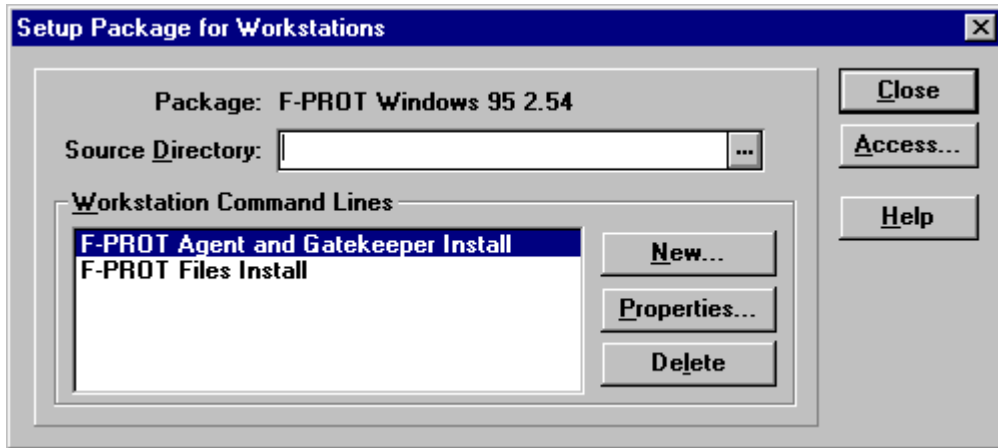 Setup Package for Workstations
Package: F-PROT Windows 95 2.54
Source Directory: ...
Workstation Command Lines
F-PROT Agent and Gatekeeper Install
F-PROT Files Install
New...
Properties...
Delete
Close
Access...
Help